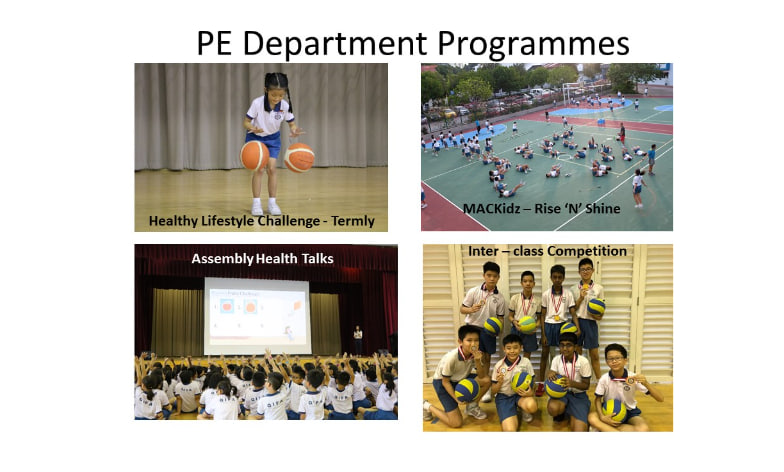 PE Department Programmes
Healthy Lifestyle Challenge - Termly
MACKidz – Rise ‘N’ Shine
Assembly Health Talks
Inter – class Competition